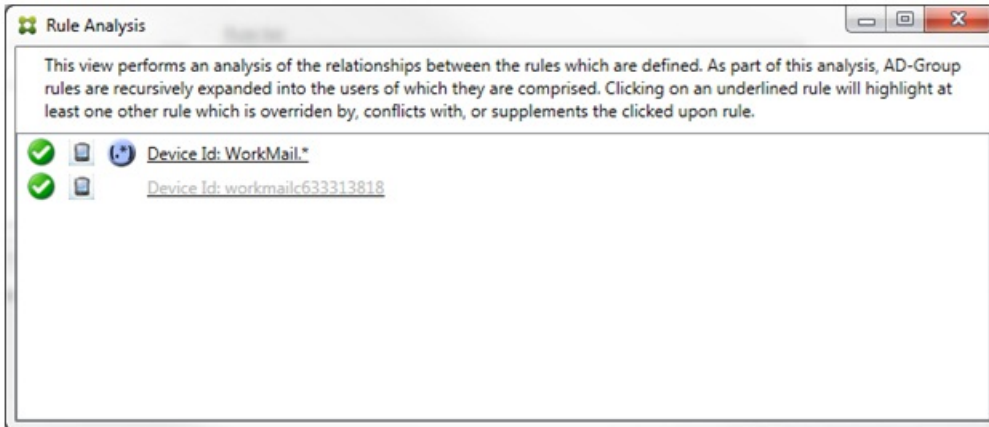 Rule Analysis
This view performs an analysis of the relationships between the rules which are defined. As part of this analysis, AD-Group
rules are recursively expanded into the users of which they are comprised. Clicking on an underlined rule will highlight at
least one other rule which is overriden by, conflicts with, or supplements the clicked upon rule.
(.*) Device Id: WorkMail.*
Device Id: workmailc633313818